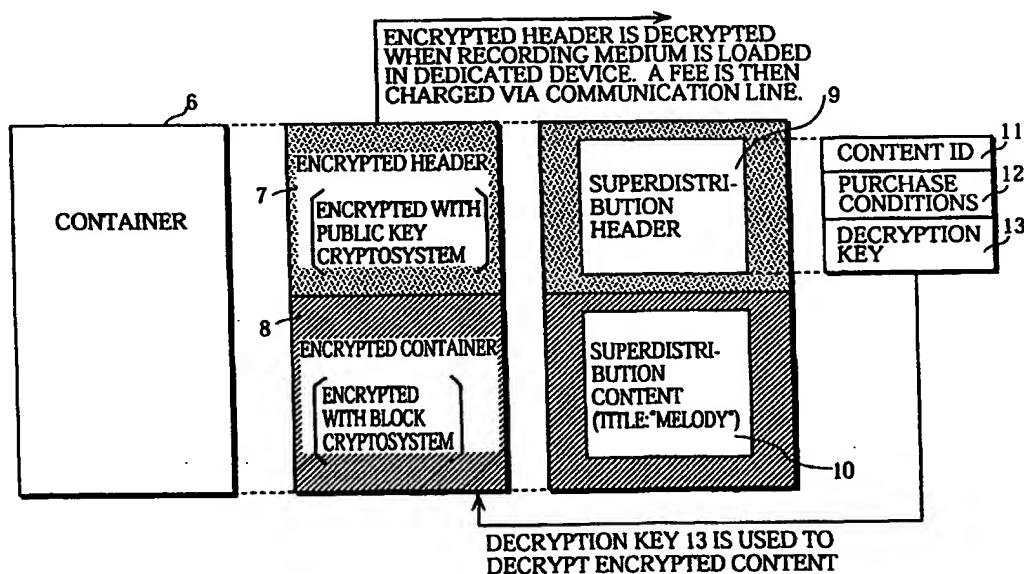 ENCRYPTED HEADER IS DECRYPTED
WHEN RECORDING MEDIUM IS LOADED
IN DEDICATED DEVICE. A FEE IS THEN
CHARGED VIA COMMUNICATION LINE.
6
CONTAINER
7
ENCRYPTED HEADER
ENCRYPTED WITH
PUBLIC KEY
CRYPTOSYSTEM
8
ENCRYPTED CONTAINER
ENCRYPTED
WITH BLOCK
CRYPTOSYSTEM
9
SUPERDISTRI-
BUTION
HEADER
SUPERDISTRI-
BUTION
CONTENT
(TITLE:"MELODY")
10
11
CONTENT ID
12
PURCHASE
CONDITIONS
13
DECRYPTION
KEY
DECRYPTION KEY 13 IS USED TO
DECRYPT ENCRYPTED CONTENT